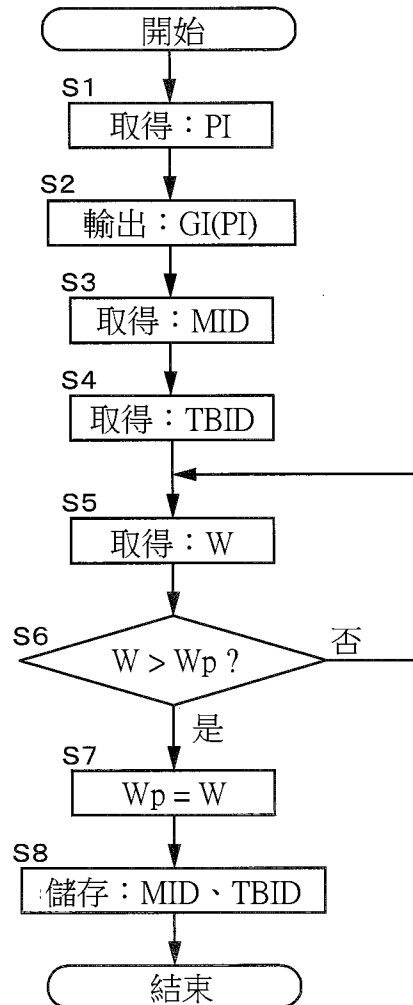 開始
S1
取得：PI
S2
輸出：GI(PI)
S3
取得：MID
S4
取得：TBID
S5
取得：W
S6
W > Wp ?
否
是
S7
Wp = W
S8
儲存：MID、TBID
結束